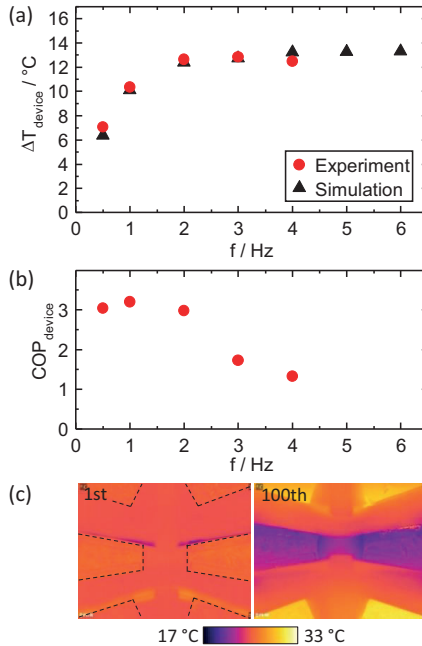 (a)
16
14
12
10
8
6
4
2
0
ΔT_device / °C
Experiment
Simulation
0 1 2 3 4 5 6
f / Hz
(b)
3
2
1
0
COP_device
0 1 2 3 4 5 6
f / Hz
(c)
1st
100th
17 °C
33 °C